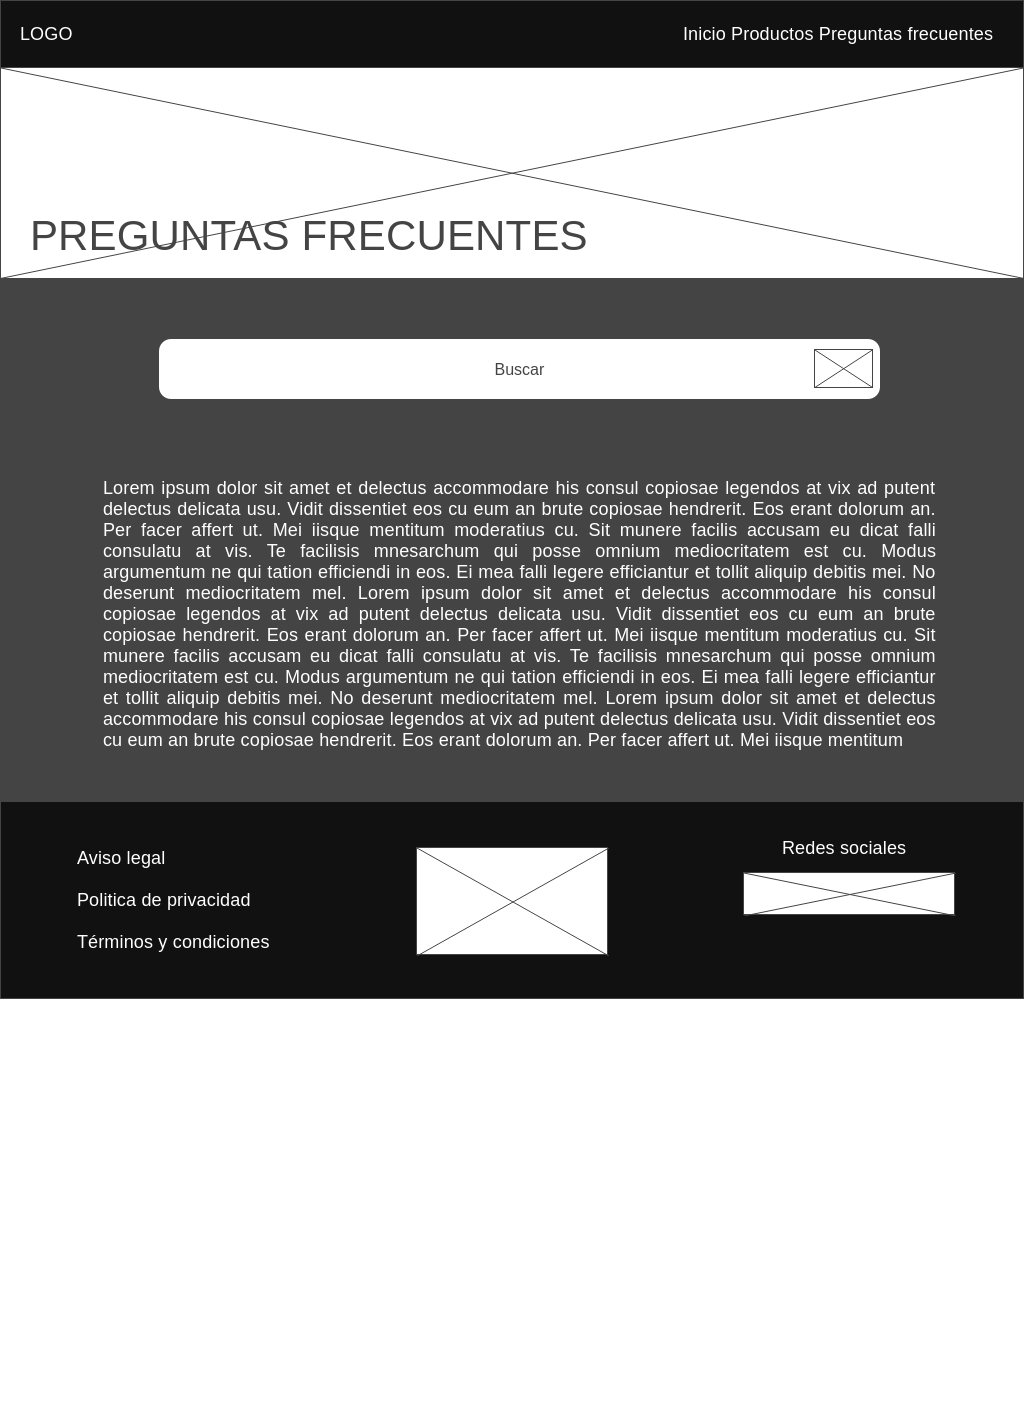 LOGO
Inicio Productos Preguntas frecuentes
PREGUNTAS FRECUENTES
Buscar
Lorem ipsum dolor sit amet et delectus accommodare his consul copiosae legendos at vix ad putent
delectus delicata usu. Vidit dissentiet eos cu eum an brute copiosae hendrerit. Eos erant dolorum an.
Per facer affert ut. Mei iisque mentitum moderatius cu. Sit munere facilis accusam eu dicat falli
consulatu at vis. Te facilisis mnesarchum qui posse omnium mediocritatem est cu. Modus
argumentum ne qui tation efficiendi in eos. Ei mea falli legere efficiantur et tollit aliquip debitis mei. No
deserunt mediocritatem mel. Lorem ipsum dolor sit amet et delectus accommodare his consul
copiosae legendos at vix ad putent delectus delicata usu. Vidit dissentiet eos cu eum an brute
copiosae hendrerit. Eos erant dolorum an. Per facer affert ut. Mei iisque mentitum moderatius cu. Sit
munere facilis accusam eu dicat falli consulatu at vis. Te facilisis mnesarchum qui posse omnium
mediocritatem est cu. Modus argumentum ne qui tation efficiendi in eos. Ei mea falli legere efficiantur
et tollit aliquip debitis mei. No deserunt mediocritatem mel. Lorem ipsum dolor sit amet et delectus
accommodare his consul copiosae legendos at vix ad putent delectus delicata usu. Vidit dissentiet eos
cu eum an brute copiosae hendrerit. Eos erant dolorum an. Per facer affert ut. Mei iisque mentitum
Aviso legal
Politica de privacidad
Términos y condiciones
Redes sociales